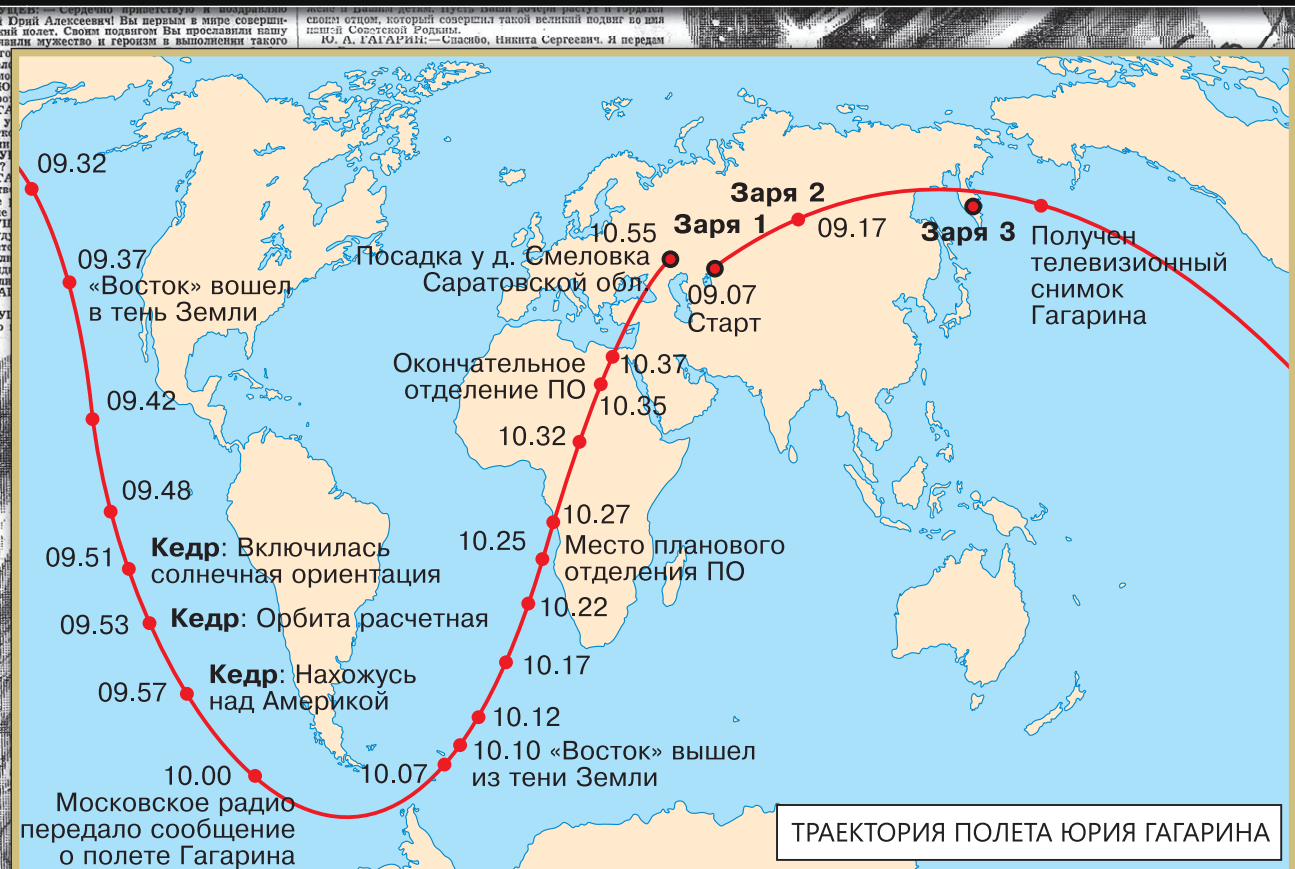 УЩЕВ: — Сердечно приветствую и поздравляю
Юрий Алексеевич! Вы первым в мире соверши-
кий полет. Своим подвигом Вы прославили нашу
мужество и героизм в выполнении такого
своим отцом, который совершил такой великий подвиг во имя
нашей Советской Родины.
Ю. А. ГАГАРИН:—Спасибо, Никита Сергеевич. Я передам
09.32
09.37
«Восток» вошел
в тень Земли
09.42
09.48
09.51
Кедр: Включилась
солнечная ориентация
09.53
Кедр: Орбита расчетная
09.57
Кедр: Нахожусь
над Америкой
10.00
Московское радио
передало сообщение
о полете Гагарина
10.07
10.10 «Восток» вышел
из тени Земли
10.12
10.17
10.22
10.25
10.27
Место планового
отделения ПО
10.32
10.35
10.37
Окончательное
отделение ПО
10.55
Посадка у д. Смеловка
Саратовской обл.
Заря 1
09.07
Старт
Заря 2
09.17
Заря 3
Получен
телевизионный
снимок
Гагарина
ТРАЕКТОРИЯ ПОЛЕТА ЮРИЯ ГАГАРИНА